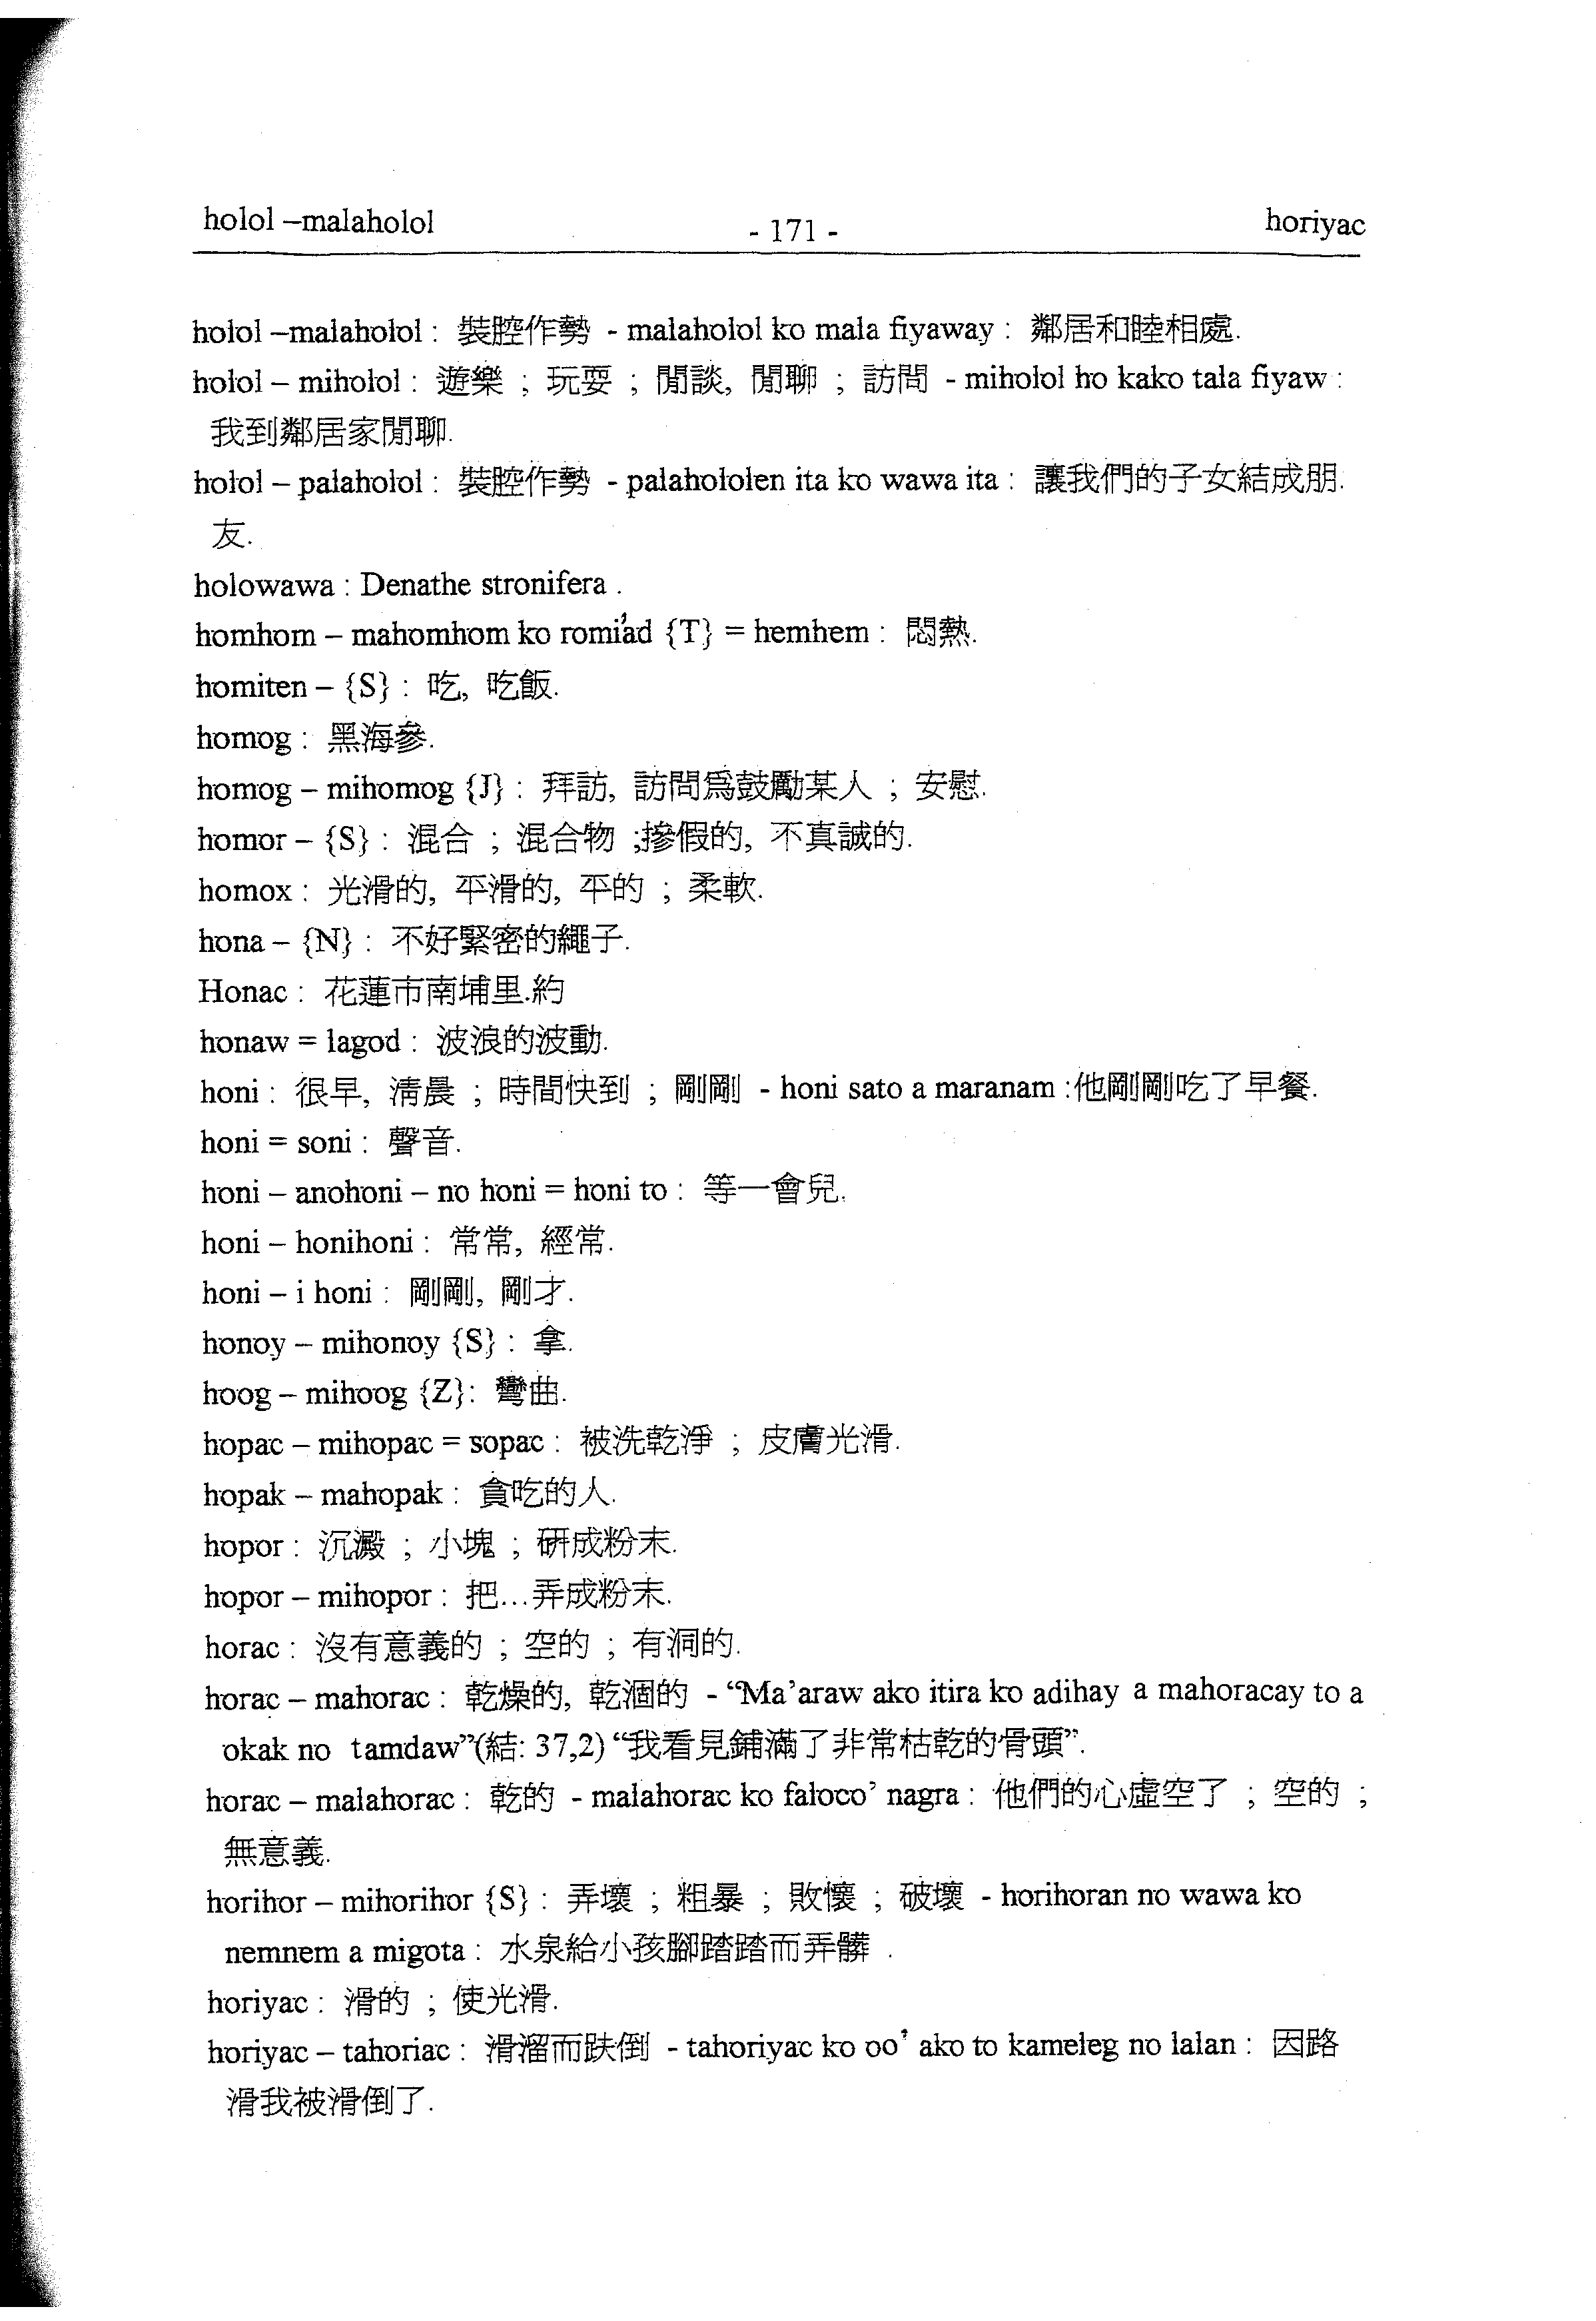 holol –malaholol - 171 - horiyac
holol –malaholol : 裝腔作勢 - malaholol ko mala fiyaway : 鄰居和睦相處.
holol – miholol : 遊樂 ; 玩耍 ; 閒談, 閒聊 ; 訪問 - miholol ho kako tala fiyaw :
我到鄰居家閒聊.
holol – palaholol : 裝腔作勢 - palahololen ita ko wawa ita : 讓我們的子女結成朋
友.
holowawa : Denathe stronifera .
homhom – mahomhom ko romi'ad {T} = hemhem : 悶熱.
homiten – {S} : 吃, 吃飯.
homog : 黑海參.
homog – mihomog {J} : 拜訪, 訪問為鼓勵某人 ; 安慰.
homor – {S} : 混合 ; 混合物 ;摻假的, 不真誠的.
homox : 光滑的, 平滑的, 平的 ; 柔軟.
hona – {N} : 不好緊密的繩子.
Honac : 花蓮市南埔里.約
honaw = lagod : 波浪的波動.
honi : 很早, 清晨 ; 時間快到 ; 剛剛 - honi sato a maranam :他剛剛吃了早餐.
honi = soni : 聲音.
honi – anohoni – no honi = honi to : 等一會兒.
honi – honihoni : 常常, 經常.
honi – i honi : 剛剛, 剛才.
honoy – mihonoy {S} : 拿.
hoog – mihoog {Z}: 彎曲.
hopac – mihopac = sopac : 被洗乾淨 ; 皮膚光滑.
hopak – mahopak : 貪吃的人.
hopor : 沉澱 ; 小塊 ; 研成粉末.
hopor – mihopor : 把...弄成粉末.
horac : 沒有意義的 ; 空的 ; 有洞的.
horac – mahorac : 乾燥的, 乾涸的 - “Ma’araw ako itira ko adihay a mahoracay to a
okak no tamdaw”(結: 37,2) “我看見鋪滿了非常枯乾的骨頭”.
horac – malahorac : 乾的 - malahorac ko faloco’ nagra : 他們的心虛空了 ; 空的 ;
無意義.
horihor – mihorihor {S} : 弄壞 ; 粗暴 ; 敗懷 ; 破壞 - horihoran no wawa ko
nemnem a migota : 水泉給小孩腳踏踏而弄髒 .
horiyac : 滑的 ; 使光滑.
horiyac – tahoriac : 滑溜而跌倒 - tahoriyac ko oo’ ako to kameleg no lalan : 因路
滑我被滑倒了.